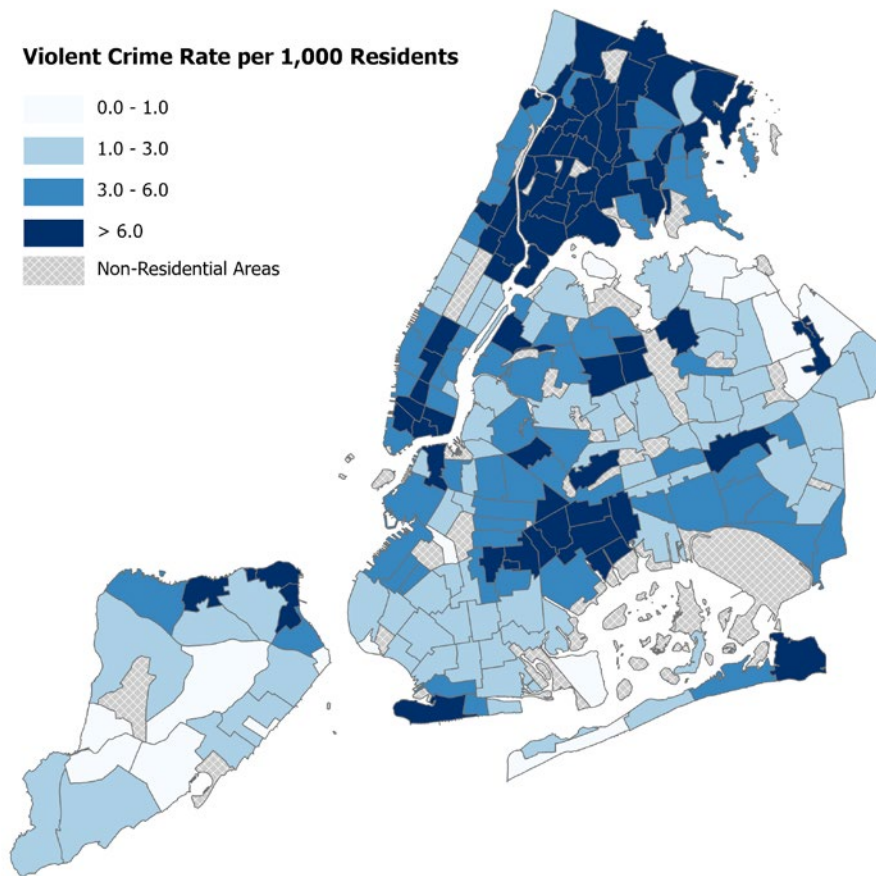 Violent Crime Rate per 1,000 Residents
0.0 - 1.0
1.0 - 3.0
3.0 - 6.0
> 6.0
Non-Residential Areas